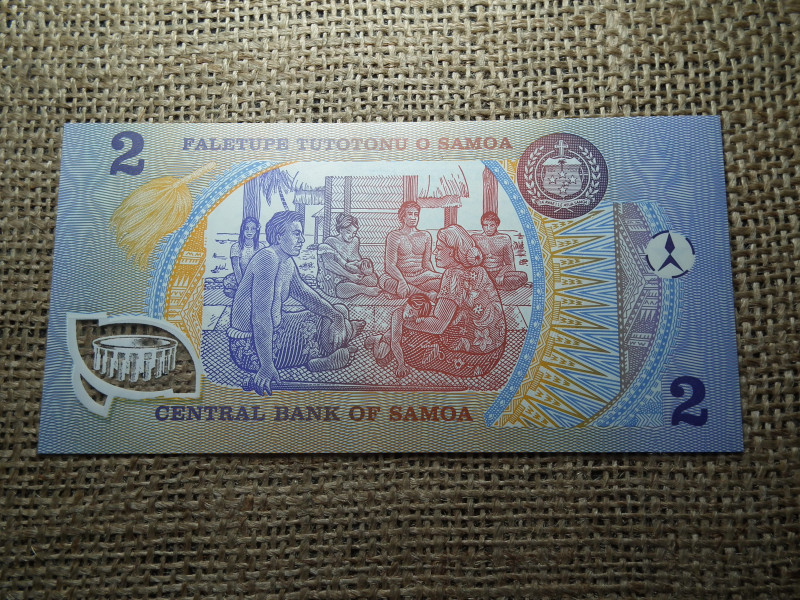 2
FALETUPE TUTOTONU O SAMOA
CENTRAL BANK OF SAMOA
2